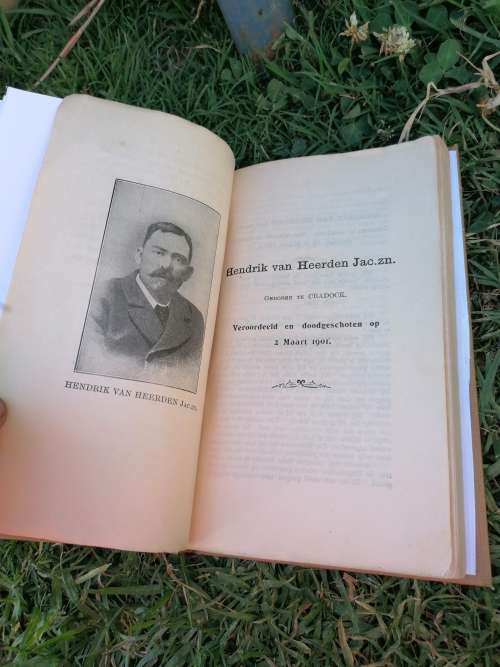 HENDRIK VAN HEERDEN Jac.zn.
Hendrik van Heerden Jac.zn.
Geboren te CRADOCK.
Veroordeeld en doodgeschoten op
2 Maart 1901.